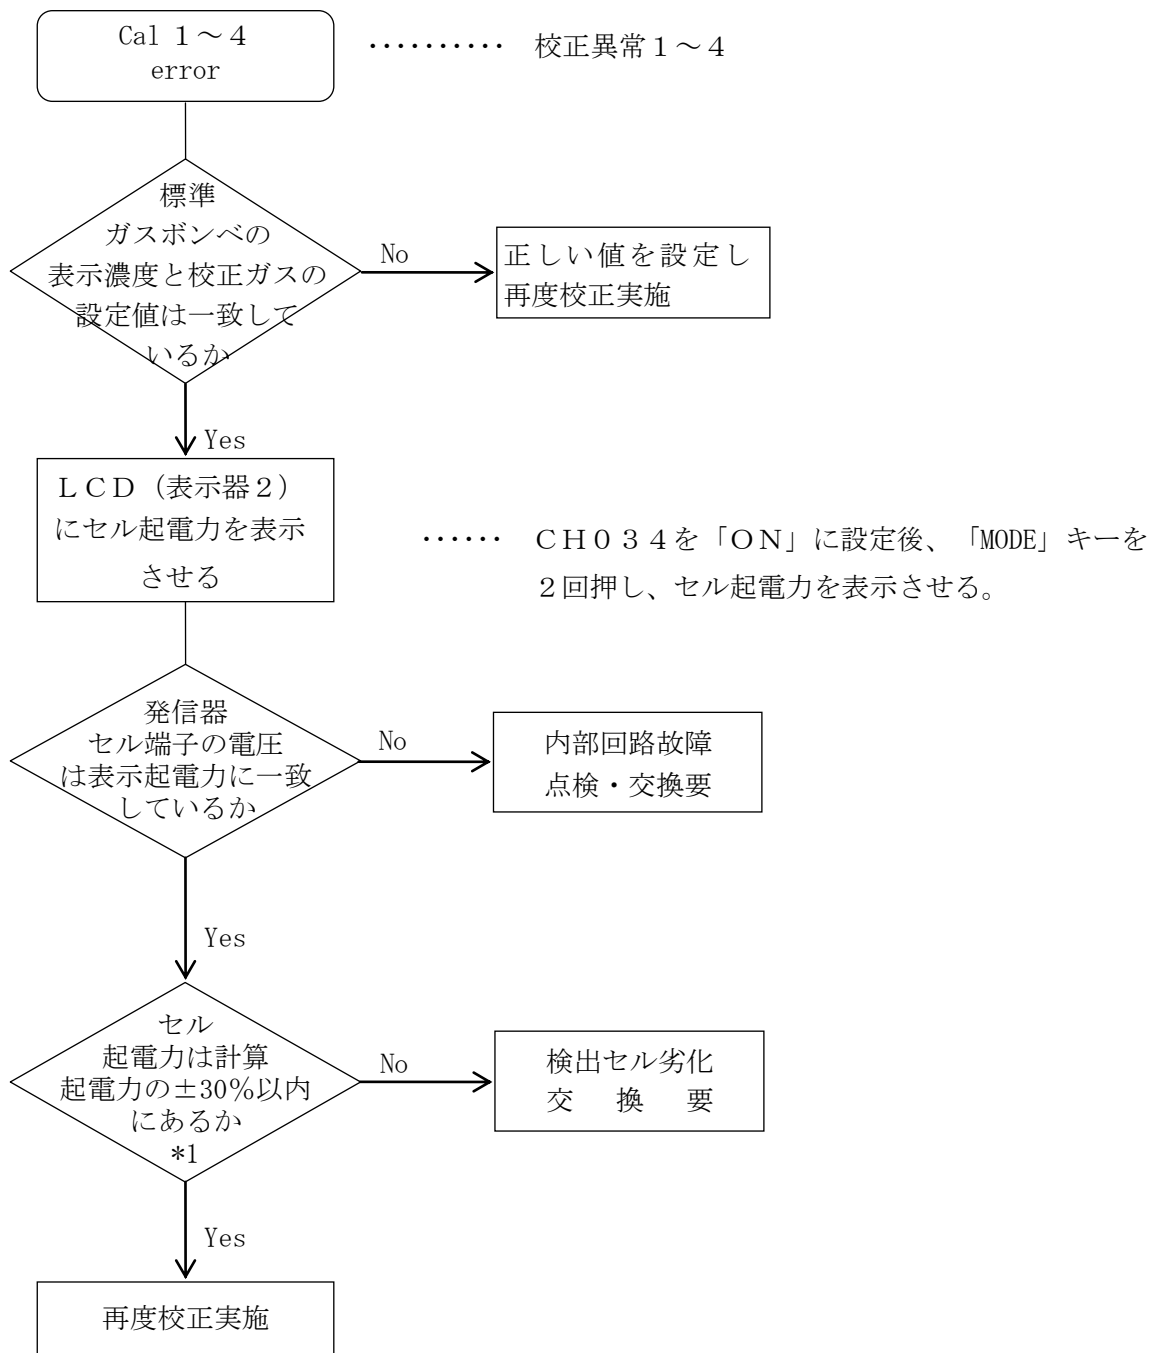 Cal 1～4
error
･･････････ 校正異常1～4
標準
ガスボンベの
表示濃度と校正ガスの
設定値は一致して
いるか
No
正しい値を設定し
再度校正実施
Yes
LCD（表示器2）
にセル起電力を表示
させる
･･････ CH034を「ON」に設定後、「MODE」キーを
2回押し、セル起電力を表示させる。
発信器
セル端子の電圧
は表示起電力に一致
しているか
No
内部回路故障
点検・交換要
Yes
セル
起電力は計算
起電力の±30%以内
にあるか
*1
No
検出セル劣化
交 換 要
Yes
再度校正実施